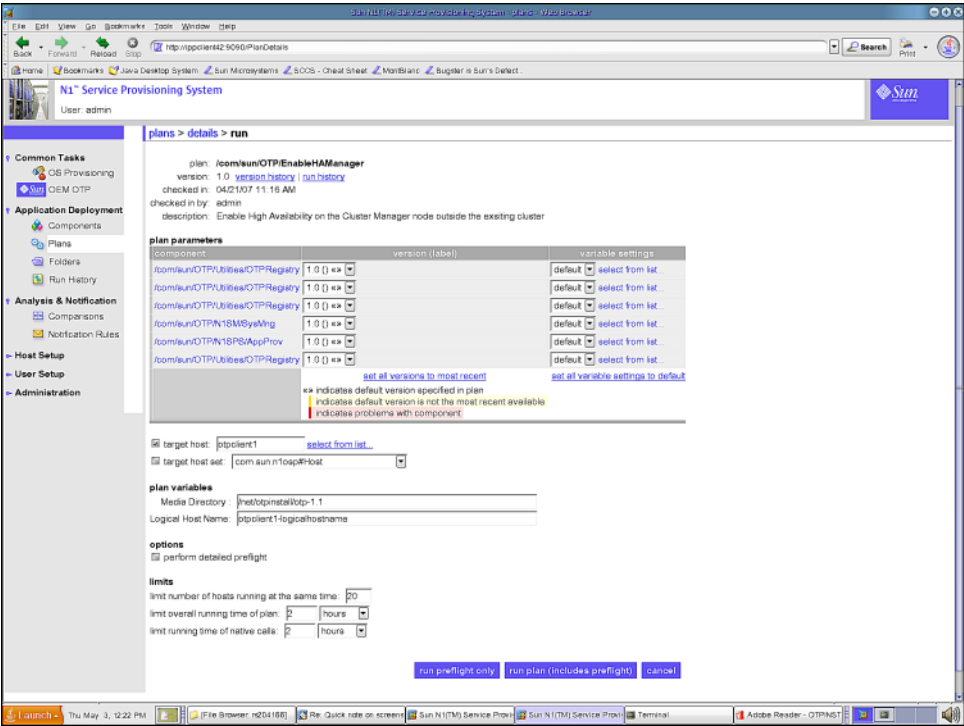 Sun N1(TM) Service Provisioning System - plans - Web Browser
File Edit View Go Bookmarks Tools Window Help
Back Forward Reload Stop http://ippclient42:9090/PlanDetails Search Print
Home Bookmarks Java Desktop System Sun Microsystems SCCS - Cheat Sheet MontBlanc Bugster is Sun's Defect...
N1™ Service Provisioning System
User: admin
Sun
microsystems
plans > details > run
Common Tasks
OS Provisioning
Sun OEM OTP
Application Deployment
Components
Plans
Folders
Run History
Analysis & Notification
Comparisons
Notification Rules
Host Setup
User Setup
Administration
plan: /com/sun/OTP/EnableHAManager
version: 1.0 version history | run history
checked in: 04/21/07 11:16 AM
checked in by: admin
description: Enable High Availability on the Cluster Manager node outside the exsiting cluster
plan parameters
component version (label) variable settings
/com/sun/OTP/Utilities/OTPRegistry 1.0 () «» default select from list...
/com/sun/OTP/Utilities/OTPRegistry 1.0 () «» default select from list...
/com/sun/OTP/Utilities/OTPRegistry 1.0 () «» default select from list...
/com/sun/OTP/N1SM/SysMng 1.0 () «» default select from list...
/com/sun/OTP/N1SPS/AppProv 1.0 () «» default select from list...
/com/sun/OTP/Utilities/OTPRegistry 1.0 () «» default select from list...
set all versions to most recent set all variable settings to default
«» indicates default version specified in plan
indicates default version is not the most recent available
indicates problems with component
target host: otpclient1 select from list...
target host set: com.sun.n1osp#Host
plan variables
Media Directory : /net/otpinstall/otp-1.1
Logical Host Name: otpclient1-logicalhostname
options
perform detailed preflight
limits
limit number of hosts running at the same time: 20
limit overall running time of plan: 2 hours
limit running time of native calls: 2 hours
run preflight only run plan (includes preflight) cancel
Launch Thu May 3, 12:22 PM [File Browser: rs204166] Re: Quick note on screens Sun N1(TM) Service Provis Sun N1(TM) Service Provis Terminal Adobe Reader - OTPINST